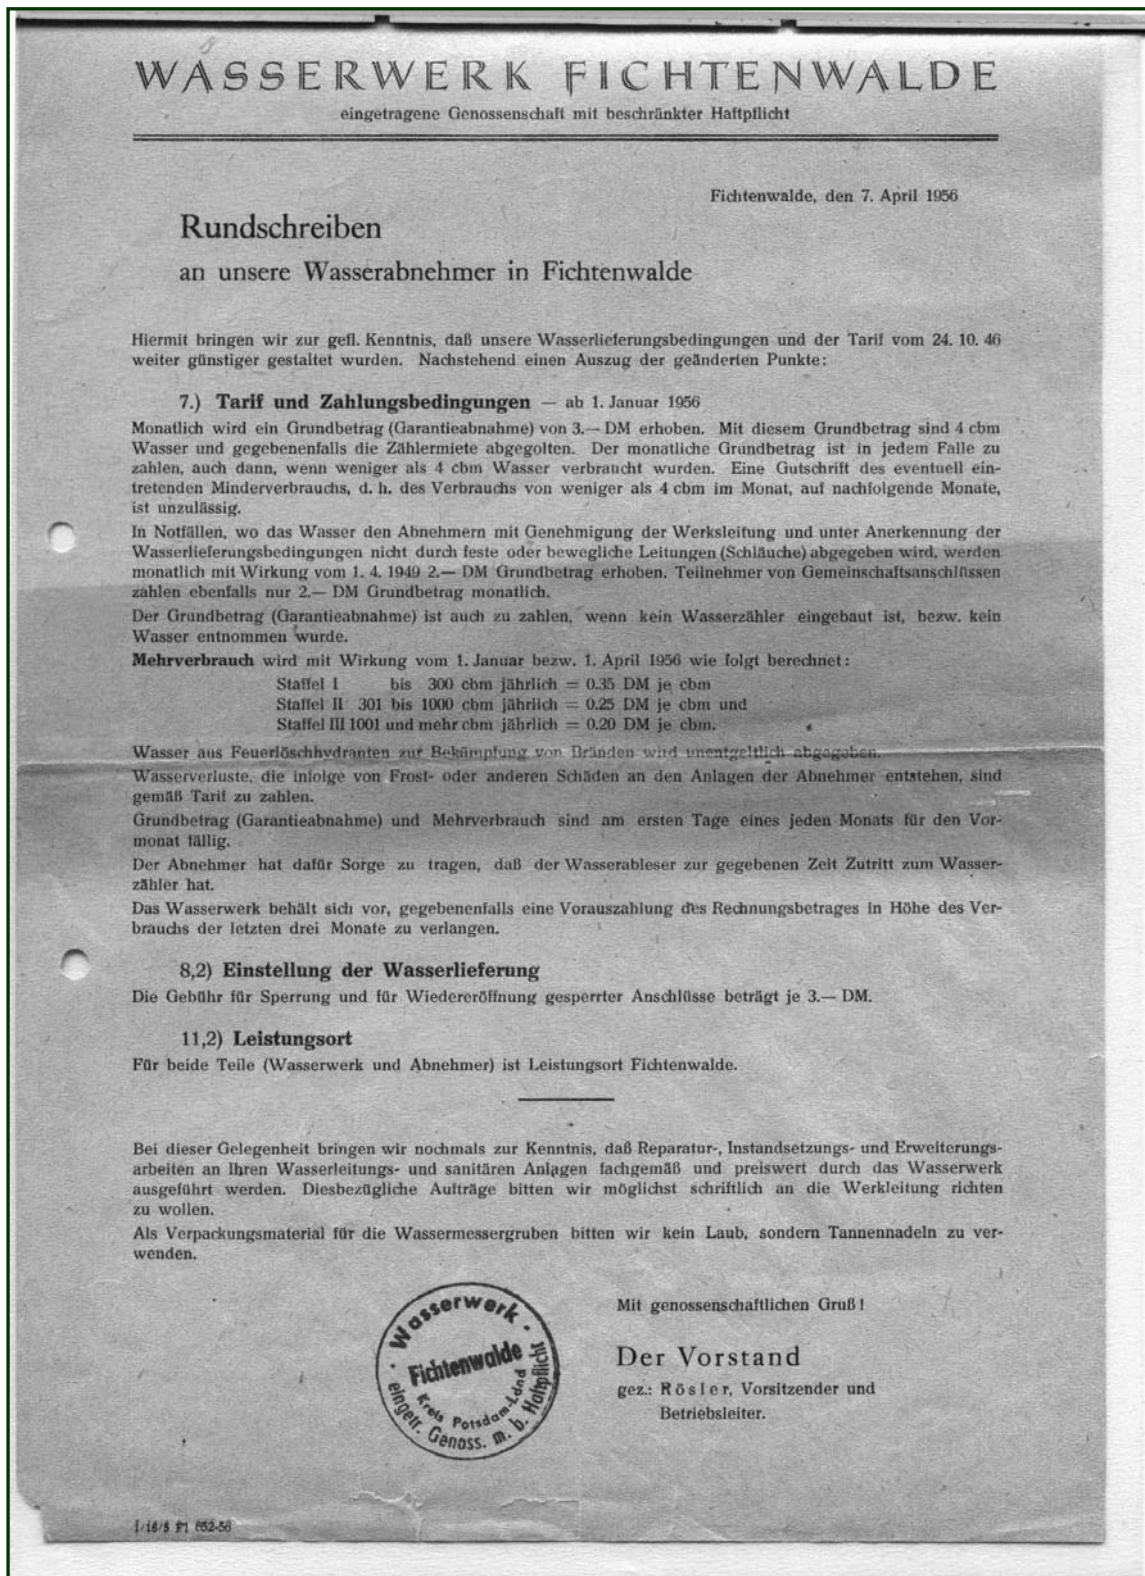 WASSERWERK FICHTENWALDE
eingetragene Genossenschaft mit beschränkter Haftpflicht
Fichtenwalde, den 7. April 1956
Rundschreiben
an unsere Wasserabnehmer in Fichtenwalde
Hiermit bringen wir zur gefl. Kenntnis, daß unsere Wasserlieferungsbedingungen und der Tarif vom 24. 10. 46
weiter günstiger gestaltet wurden. Nachstehend einen Auszug der geänderten Punkte:
7.) Tarif und Zahlungsbedingungen — ab 1. Januar 1956
Monatlich wird ein Grundbetrag (Garantieabnahme) von 3.— DM erhoben. Mit diesem Grundbetrag sind 4 cbm
Wasser und gegebenenfalls die Zählermiete abgegolten. Der monatliche Grundbetrag ist in jedem Falle zu
zahlen, auch dann, wenn weniger als 4 cbm Wasser verbraucht wurden. Eine Gutschrift des eventuell ein-
tretenden Minderverbrauchs, d. h. des Verbrauchs von weniger als 4 cbm im Monat, auf nachfolgende Monate,
ist unzulässig.
In Notfällen, wo das Wasser den Abnehmern mit Genehmigung der Werksleitung und unter Anerkennung der
Wasserlieferungsbedingungen nicht durch feste oder bewegliche Leitungen (Schläuche) abgegeben wird, werden
monatlich mit Wirkung vom 1. 4. 1949 2.— DM Grundbetrag erhoben. Teilnehmer von Gemeinschaftsanschlüssen
zahlen ebenfalls nur 2.— DM Grundbetrag monatlich.
Der Grundbetrag (Garantieabnahme) ist auch zu zahlen, wenn kein Wasserzähler eingebaut ist, bezw. kein
Wasser entnommen wurde.
Mehrverbrauch wird mit Wirkung vom 1. Januar bezw. 1. April 1956 wie folgt berechnet:
Staffel I bis 300 cbm jährlich = 0.35 DM je cbm
Staffel II 301 bis 1000 cbm jährlich = 0.25 DM je cbm und
Staffel III 1001 und mehr cbm jährlich = 0.20 DM je cbm.
Wasser aus Feuerlöschhydranten zur Bekämpfung von Bränden wird unentgeltlich abgegeben.
Wasserverluste, die infolge von Frost- oder anderen Schäden an den Anlagen der Abnehmer entstehen, sind
gemäß Tarif zu zahlen.
Grundbetrag (Garantieabnahme) und Mehrverbrauch sind am ersten Tage eines jeden Monats für den Vor-
monat fällig.
Der Abnehmer hat dafür Sorge zu tragen, daß der Wasserableser zur gegebenen Zeit Zutritt zum Wasser-
zähler hat.
Das Wasserwerk behält sich vor, gegebenenfalls eine Vorauszahlung des Rechnungsbetrages in Höhe des Ver-
brauchs der letzten drei Monate zu verlangen.
8,2) Einstellung der Wasserlieferung
Die Gebühr für Sperrung und für Wiedereröffnung gesperrter Anschlüsse beträgt je 3.— DM.
11,2) Leistungsort
Für beide Teile (Wasserwerk und Abnehmer) ist Leistungsort Fichtenwalde.
Bei dieser Gelegenheit bringen wir nochmals zur Kenntnis, daß Reparatur-, Instandsetzungs- und Erweiterungs-
arbeiten an Ihren Wasserleitungs- und sanitären Anlagen fachgemäß und preiswert durch das Wasserwerk
ausgeführt werden. Diesbezügliche Aufträge bitten wir möglichst schriftlich an die Werkleitung richten
zu wollen.
Als Verpackungsmaterial für die Wassermessergruben bitten wir kein Laub, sondern Tannennadeln zu ver-
wenden.
Mit genossenschaftlichen Gruß!
Der Vorstand
gez.: Rösler, Vorsitzender und
Betriebsleiter.
· Wasserwerk ·
Fichtenwalde
Kreis Potsdam-Land
eingetr. Genoss. m. b. Haftpflicht
652-56